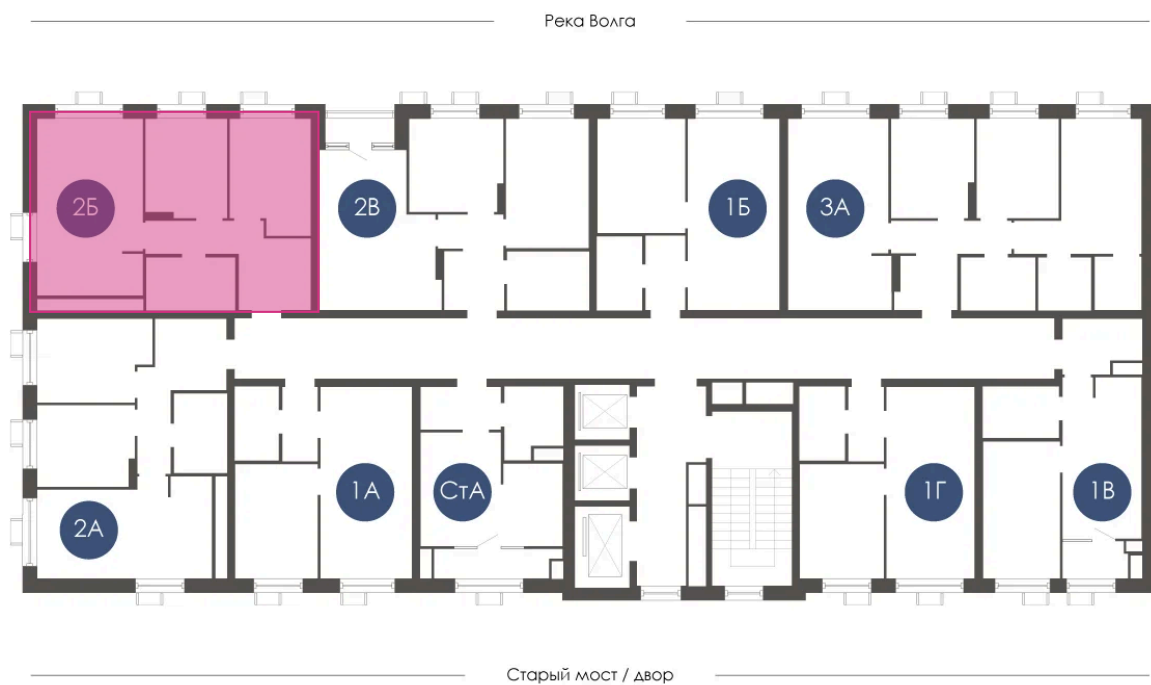 Река Волга
2Б
2В
1Б
3А
2А
1А
СтА
1Г
1В
Старый мост / двор